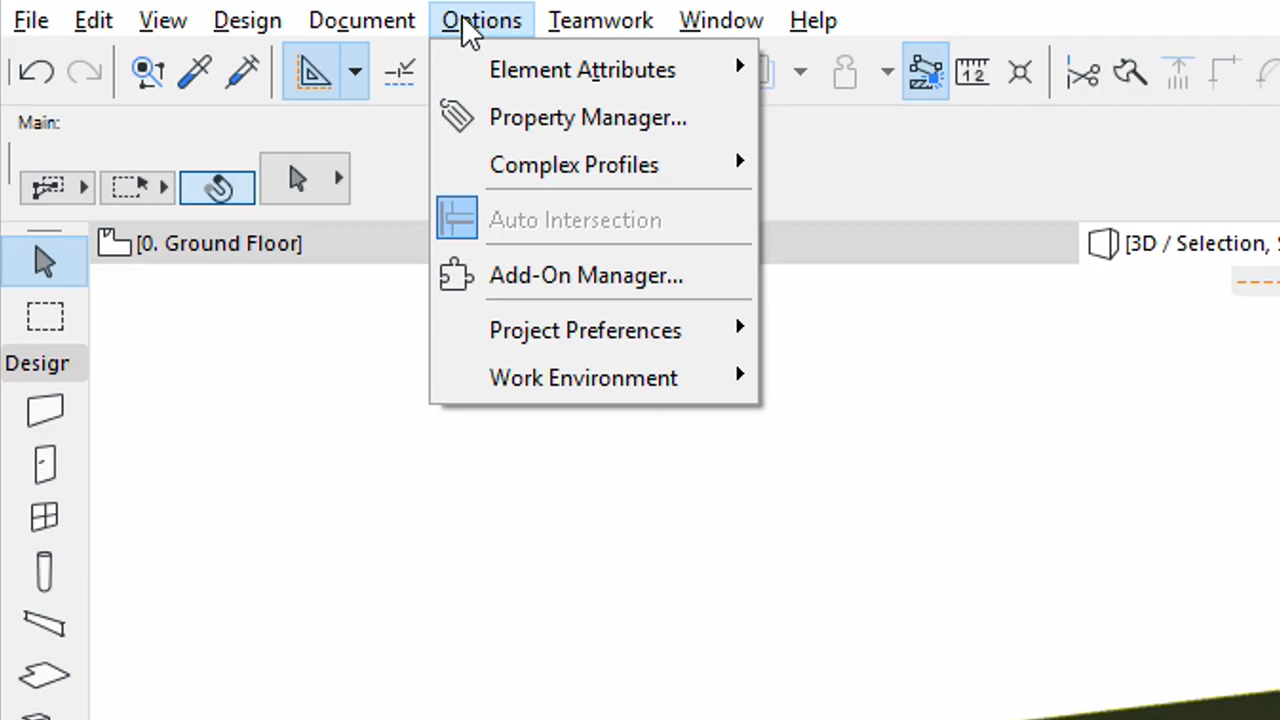 File Edit View Design Document Options Teamwork Window Help
12
Main:
Element Attributes
Property Manager...
Complex Profiles
Auto Intersection
Add-On Manager...
Project Preferences
Work Environment
[0. Ground Floor]
[3D / Selection,
Design